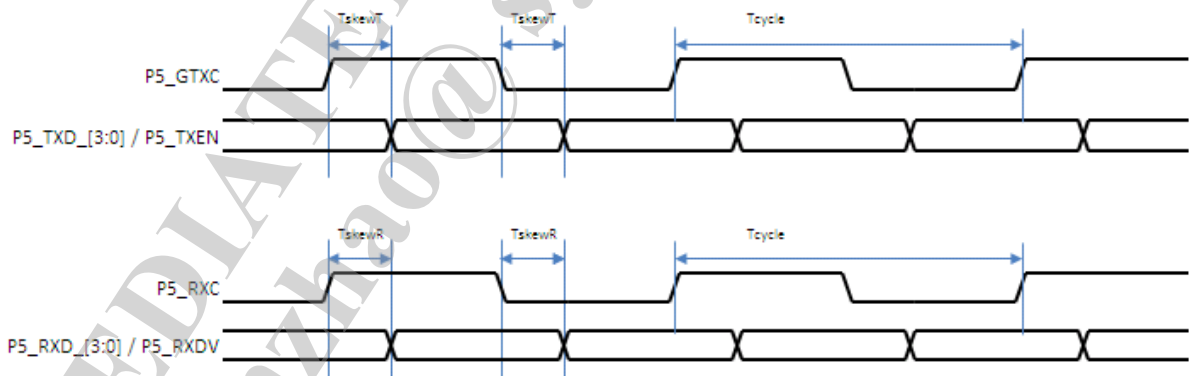 TskewT TskewT Tcycle
P5_GTXC
P5_TXD_[3:0] / P5_TXEN
TskewR TskewR Tcycle
P5_RXC
P5_RXD_[3:0] / P5_RXDV